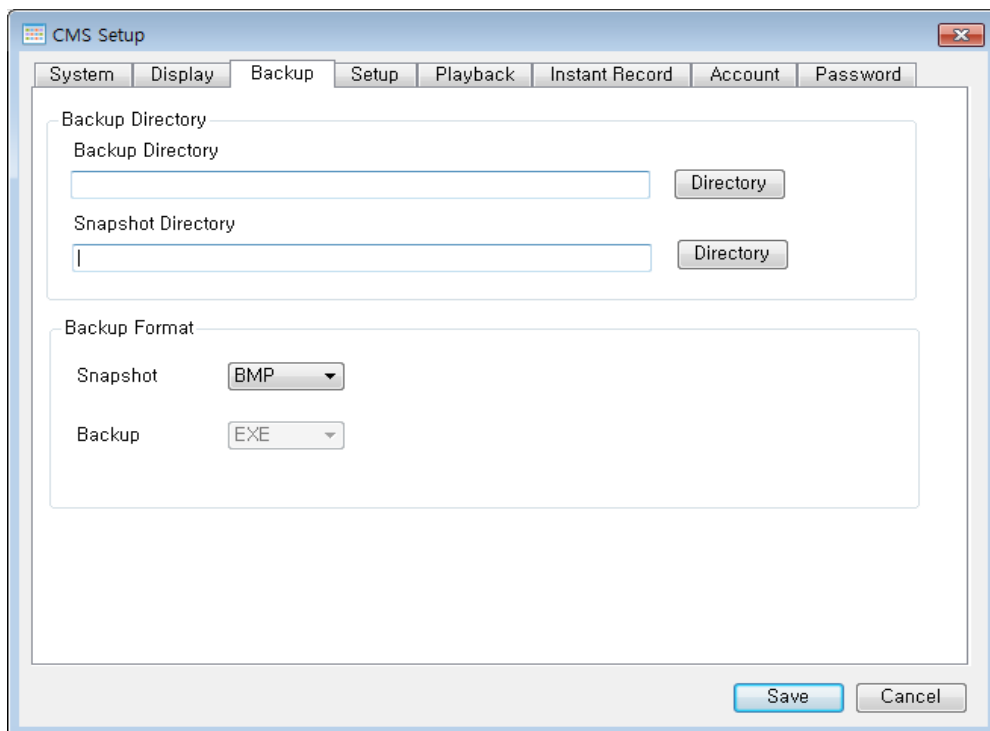 CMS Setup
System Display Backup Setup Playback Instant Record Account Password
Backup Directory
Backup Directory
Directory
Snapshot Directory
Directory
Backup Format
Snapshot BMP
Backup EXE
Save Cancel